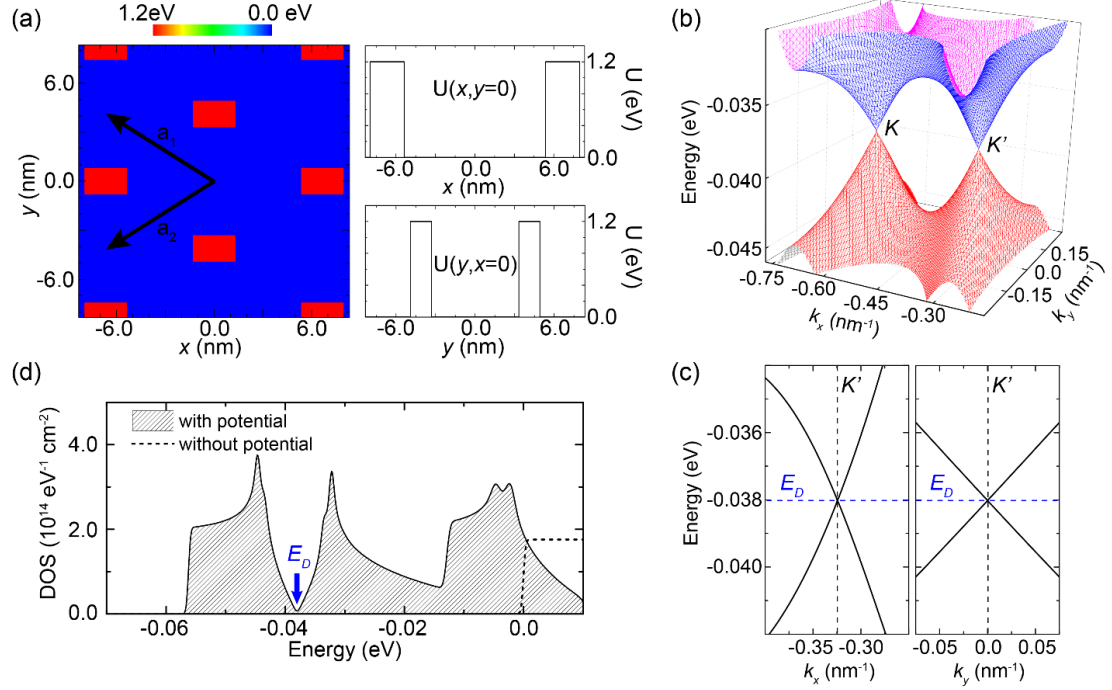 (a)
1.2eV 0.0 eV
6.0
0.0
-6.0
y (nm)
-6.0 0.0 6.0
x (nm)
a1
a2
U(x,y=0)
1.2
0.0
U (eV)
-6.0 0.0 6.0
x (nm)
U(y,x=0)
1.2
0.0
U (eV)
-6.0 0.0 6.0
y (nm)
(b)
-0.035
-0.040
-0.045
Energy (eV)
K
K'
-0.75 -0.60 -0.45 -0.30
kx (nm-1)
0.15
0.0
-0.15
ky (nm-1)
(d)
with potential
without potential
4.0
2.0
0.0
DOS (10^14 eV-1 cm-2)
ED
-0.06 -0.04 -0.02 0.0
Energy (eV)
(c)
K'
K'
-0.036
-0.038
-0.040
Energy (eV)
ED
ED
-0.35 -0.30
kx (nm-1)
-0.05 0.0 0.05
ky (nm-1)